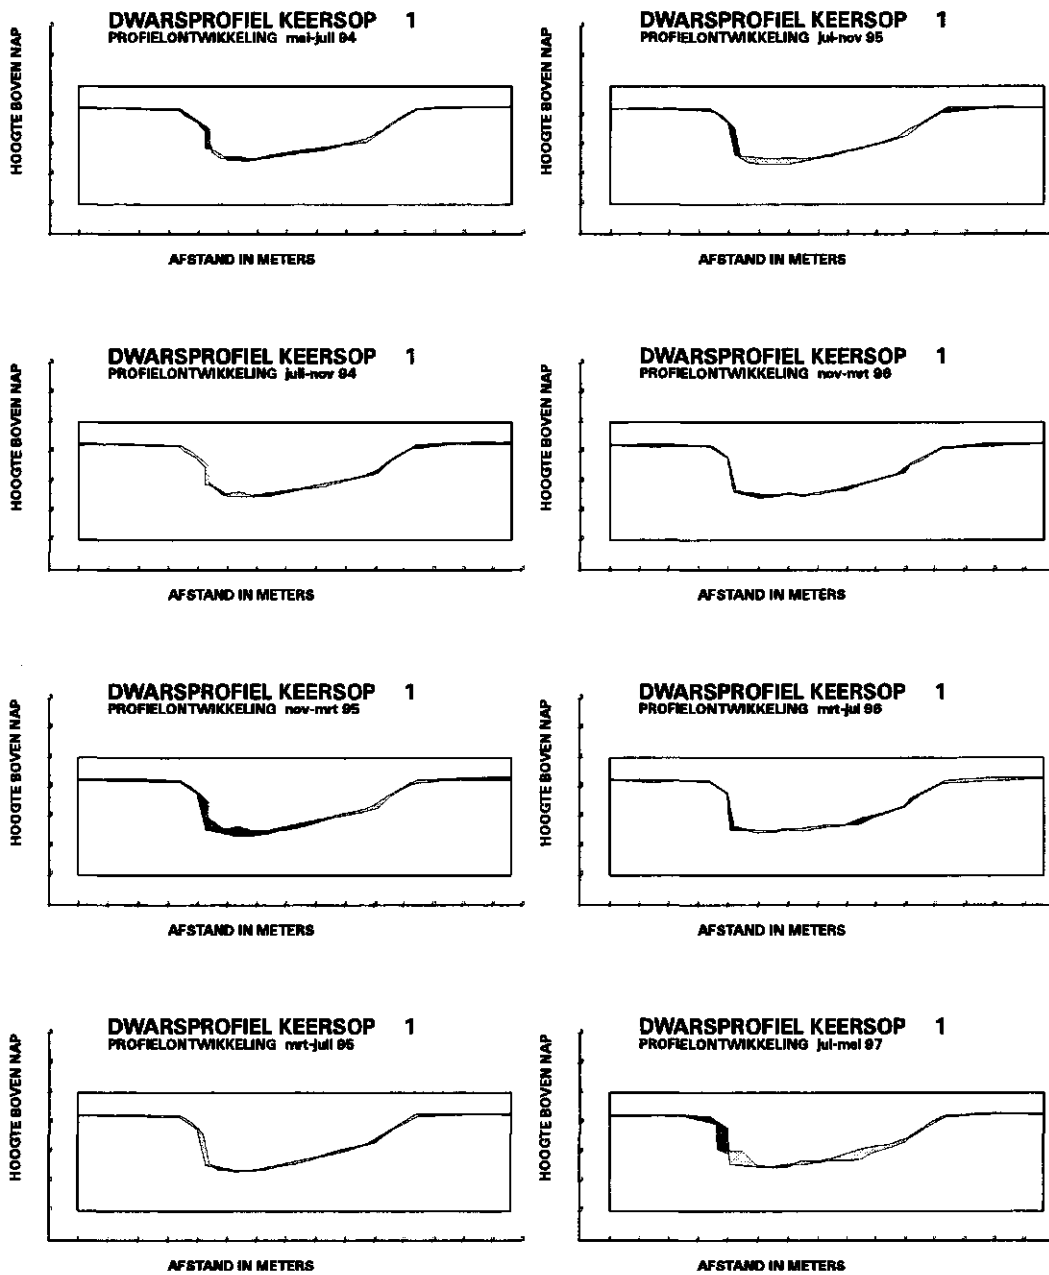 DWARSPROFIEL KEERSOP 1
PROFIELONTWIKKELING mei-juli 94
HOOGTE BOVEN NAP
AFSTAND IN METERS
DWARSPROFIEL KEERSOP 1
PROFIELONTWIKKELING jul-nov 95
HOOGTE BOVEN NAP
AFSTAND IN METERS
DWARSPROFIEL KEERSOP 1
PROFIELONTWIKKELING juli-nov 94
HOOGTE BOVEN NAP
AFSTAND IN METERS
DWARSPROFIEL KEERSOP 1
PROFIELONTWIKKELING nov-mrt 96
HOOGTE BOVEN NAP
AFSTAND IN METERS
DWARSPROFIEL KEERSOP 1
PROFIELONTWIKKELING nov-mrt 95
HOOGTE BOVEN NAP
AFSTAND IN METERS
DWARSPROFIEL KEERSOP 1
PROFIELONTWIKKELING mrt-jul 96
HOOGTE BOVEN NAP
AFSTAND IN METERS
DWARSPROFIEL KEERSOP 1
PROFIELONTWIKKELING mrt-juli 95
HOOGTE BOVEN NAP
AFSTAND IN METERS
DWARSPROFIEL KEERSOP 1
PROFIELONTWIKKELING jul-mei 97
HOOGTE BOVEN NAP
AFSTAND IN METERS